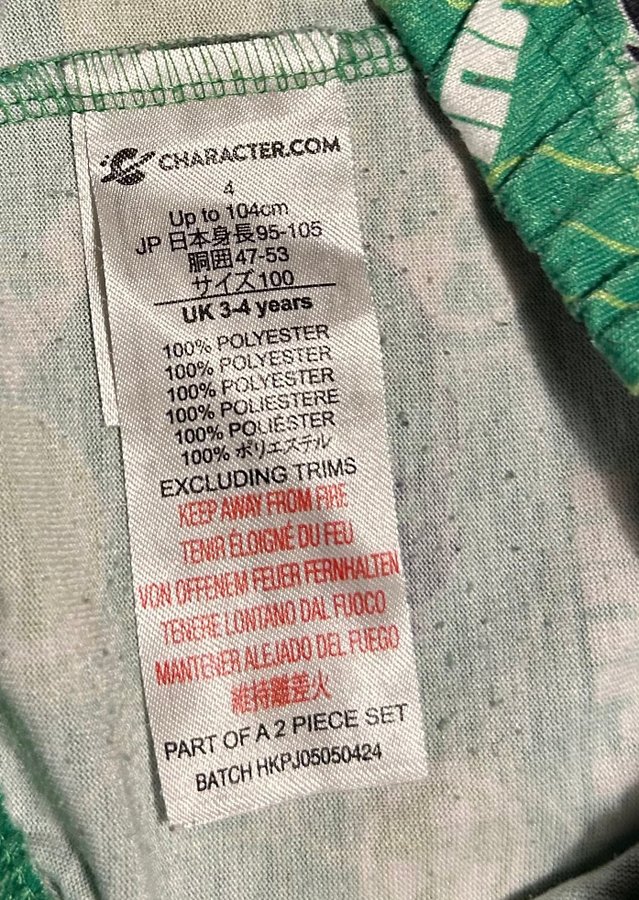 CHARACTER.COM
4
Up to 104cm
JP 日本身長95-105
胴囲47-53
サイズ100
UK 3-4 years
100% POLYESTER
100% POLYESTER
100% POLYESTER
100% POLIESTERE
100% POLIÉSTER
100% ポリエステル
EXCLUDING TRIMS
KEEP AWAY FROM FIRE
TENIR ÉLOIGNÉ DU FEU
VON OFFENEM FEUER FERNHALTEN
TENERE LONTANO DAL FUOCO
MANTENER ALEJADO DEL FUEGO
維持離差火
PART OF A 2 PIECE SET
BATCH HKPJ05050424